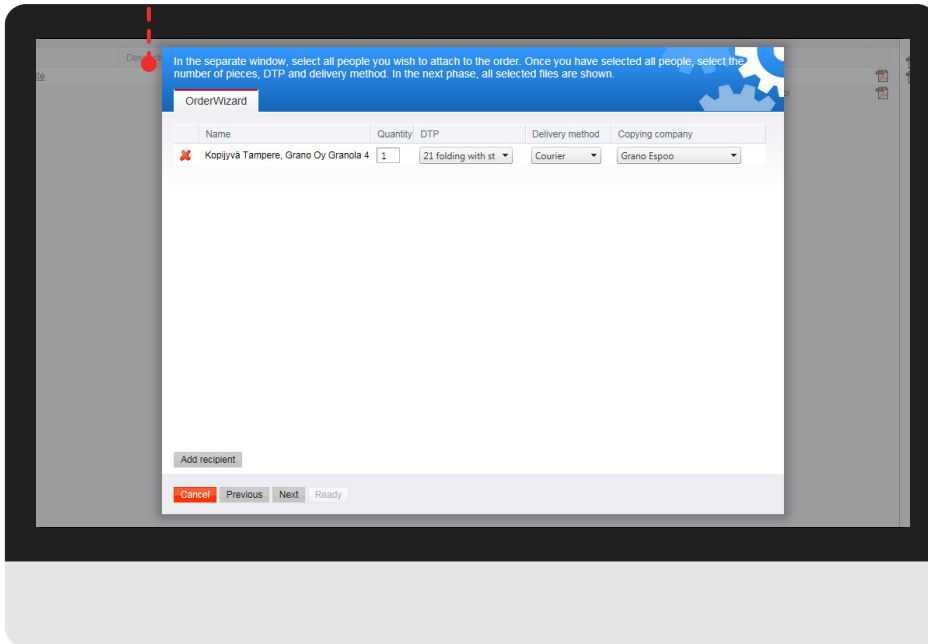 In the separate window, select all people you wish to attach to the order. Once you have selected all people, select the
number of pieces, DTP and delivery method. In the next phase, all selected files are shown.
OrderWizard
Name Quantity DTP Delivery method Copying company
Kopijyvä Tampere, Grano Oy Granola 4 1 21 folding with st Courier Grano Espoo
Add recipient
Cancel Previous Next Ready